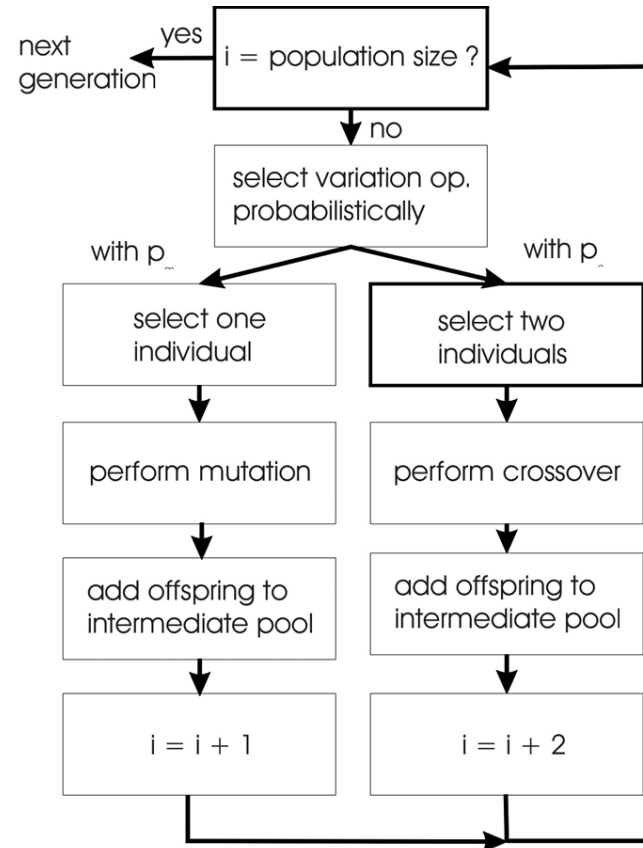 yes
next
generation
i = population size ?
no
select variation op.
probabilistically
with p
with p
select one
individual
select two
individuals
perform mutation
perform crossover
add offspring to
intermediate pool
add offspring to
intermediate pool
i = i + 1
i = i + 2